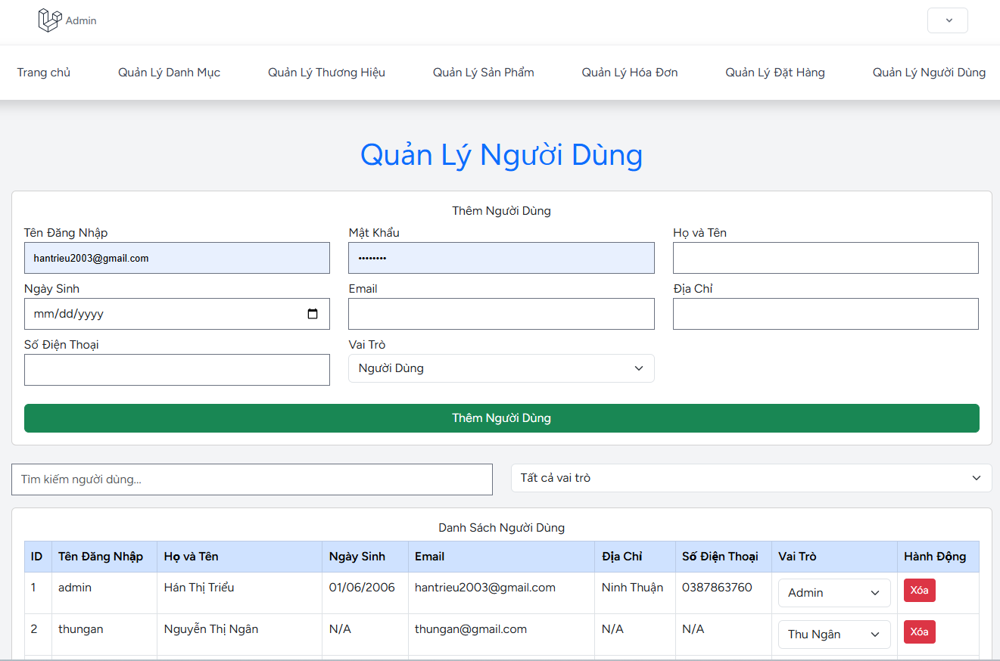 Admin
Trang chủ Quản Lý Danh Mục Quản Lý Thương Hiệu Quản Lý Sản Phẩm Quản Lý Hóa Đơn Quản Lý Đặt Hàng Quản Lý Người Dùng
Quản Lý Người Dùng
Thêm Người Dùng
Tên Đăng Nhập Mật Khẩu Họ và Tên
hantrieu2003@gmail.com ••••••••
Ngày Sinh Email Địa Chỉ
mm/dd/yyyy
Số Điện Thoại Vai Trò
Người Dùng
Thêm Người Dùng
Tìm kiếm người dùng... Tất cả vai trò
Danh Sách Người Dùng
ID Tên Đăng Nhập Họ và Tên Ngày Sinh Email Địa Chỉ Số Điện Thoại Vai Trò Hành Động
1 admin Hán Thị Triểu 01/06/2006 hantrieu2003@gmail.com Ninh Thuận 0387863760 Admin Xóa
2 thungan Nguyễn Thị Ngân N/A thungan@gmail.com N/A N/A Thu Ngân Xóa